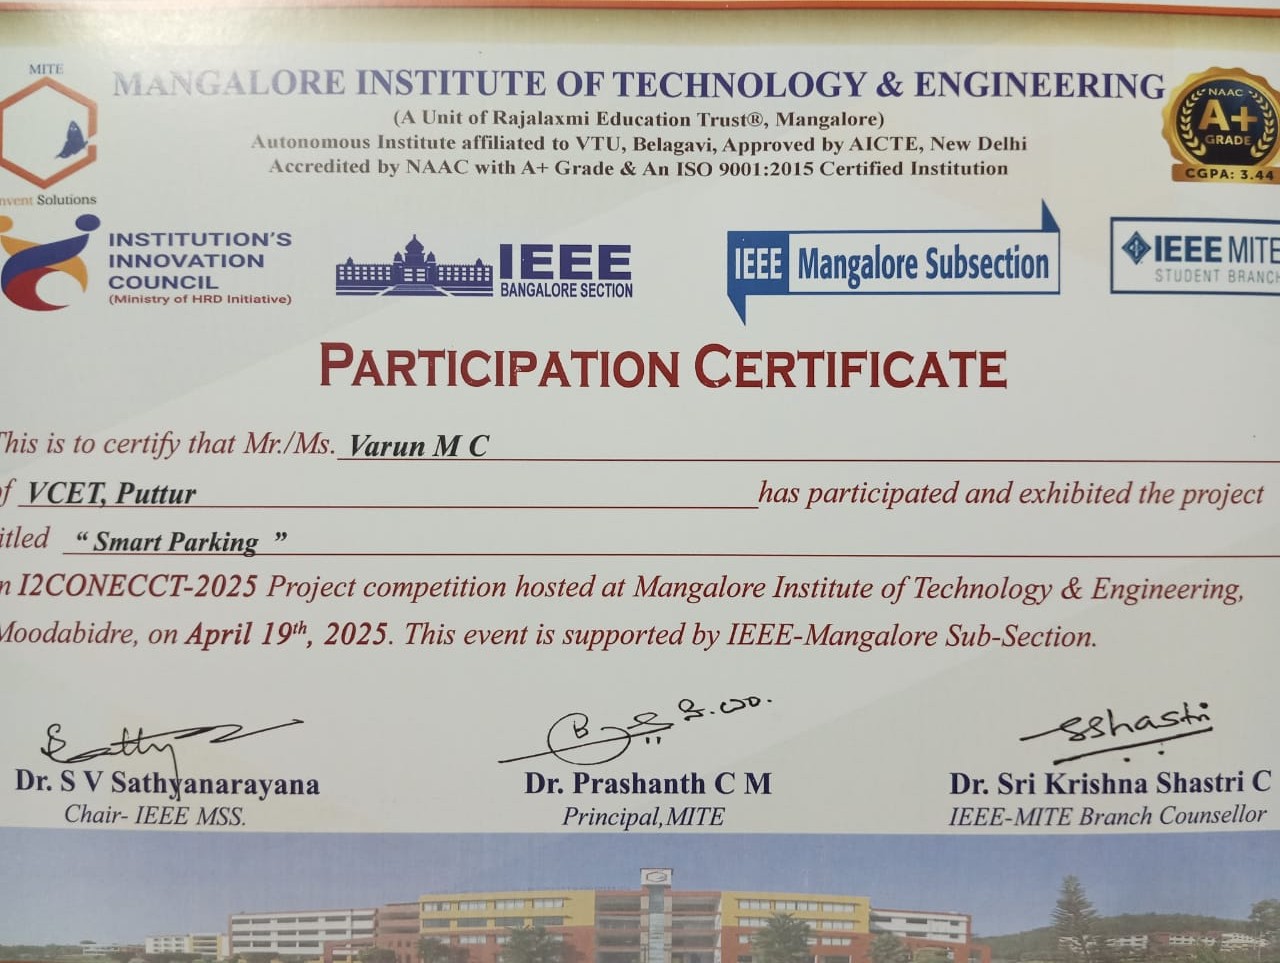 MITE
MANGALORE INSTITUTE OF TECHNOLOGY & ENGINEERING
(A Unit of Rajalaxmi Education Trust®, Mangalore)
Autonomous Institute affiliated to VTU, Belagavi, Approved by AICTE, New Delhi
Accredited by NAAC with A+ Grade & An ISO 9001:2015 Certified Institution
nvent Solutions
NAAC
A+
GRADE
CGPA: 3.44
INSTITUTION'S
INNOVATION
COUNCIL
(Ministry of HRD Initiative)
IEEE
BANGALORE SECTION
IEEE Mangalore Subsection
IEEE MITE
STUDENT BRANCH
PARTICIPATION CERTIFICATE
This is to certify that Mr./Ms. Varun M C
of VCET, Puttur has participated and exhibited the project
itled “ Smart Parking ”
n I2CONECCT-2025 Project competition hosted at Mangalore Institute of Technology & Engineering,
Moodabidre, on April 19th, 2025. This event is supported by IEEE-Mangalore Sub-Section.
SShastri
Dr. S V Sathyanarayana
Chair- IEEE MSS.
Dr. Prashanth C M
Principal,MITE
Dr. Sri Krishna Shastri C
IEEE-MITE Branch Counsellor